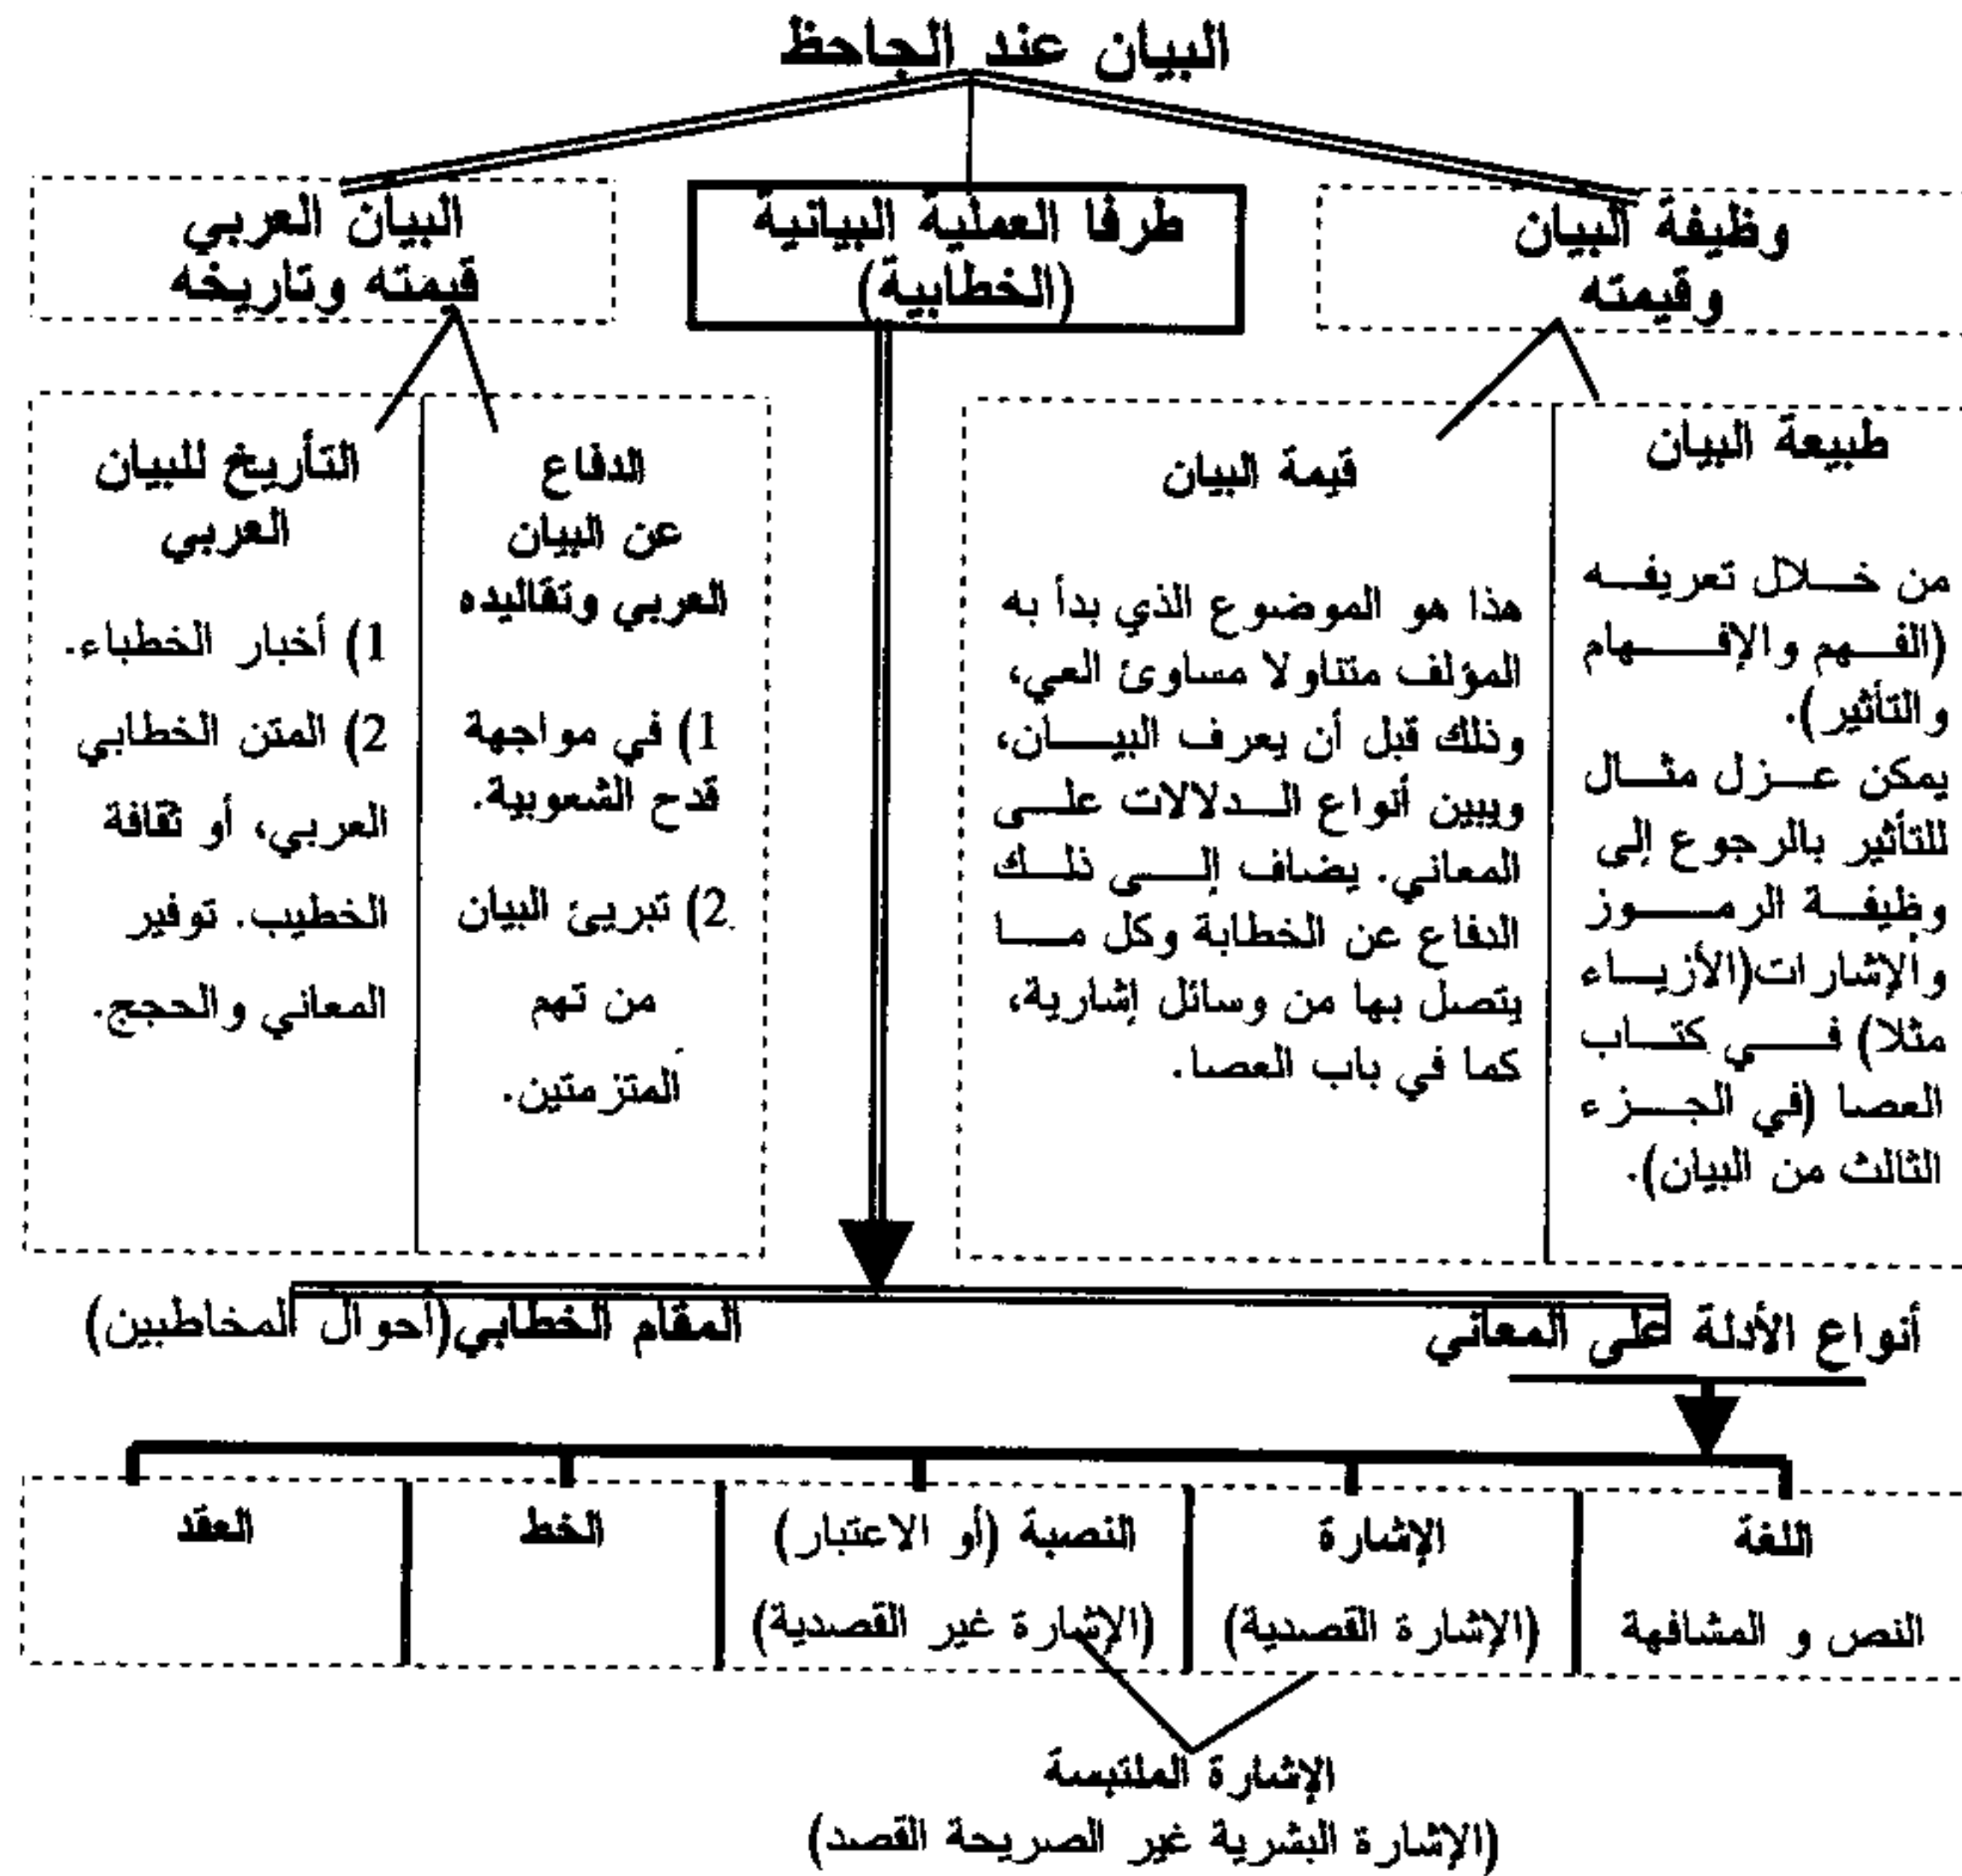 البيان عند الجاحظ
وظيفة البيان
وقيمته
طرفا العملية البيانية
(الخطابية)
البيان العربي
قيمته وتاريخه
طبيعة البيان
من خلال تعريفه
(الفهم والإفهام
والتأثير).
يمكن عزل مثال
للتأثير بالرجوع إلى
وظيفة الرموز
والإشارات(الأزياء
مثلا) في كتاب
العصا (في الجزء
الثالث من البيان).
قيمة البيان
هذا هو الموضوع الذي بدأ به
المؤلف متناولا مساوئ العي،
وذلك قبل أن يعرف البيان،
ويبين أنواع الدلالات على
المعاني. يضاف إلى ذلك
الدفاع عن الخطابة وكل ما
يتصل بها من وسائل إشارية،
كما في باب العصا.
الدفاع
عن البيان
العربي وتقاليده
1) في مواجهة
قدح الشعوبية.
2) تبريئ البيان
من تهم
المتزمتين.
التأريخ للبيان
العربي
1) أخبار الخطباء.
2) المتن الخطابي
العربي، أو ثقافة
الخطيب. توفير
المعاني والحجج.
أنواع الأدلة على المعاني
المقام الخطابي(أحوال المخاطبين)
اللغة
النص و المشافهة
الإشارة
(الإشارة القصدية)
النصبة (أو الاعتبار)
(الإشارة غير القصدية)
الخط
العقد
الإشارة الملتبسة
(الإشارة البشرية غير الصريحة القصد)